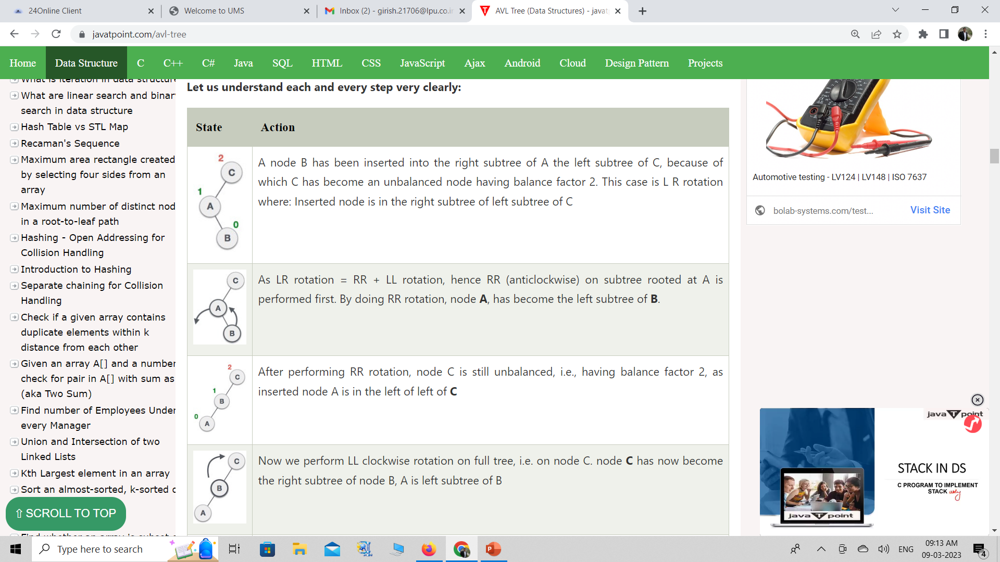 24Online Client
Welcome to UMS
Inbox (2) - girish.21706@lpu.co.in
AVL Tree (Data Structures) - javat
javatpoint.com/avl-tree
Home Data Structure C C++ C# Java SQL HTML CSS JavaScript Ajax Android Cloud Design Pattern Projects
What is iteration in data structure
What are linear search and binar
search in data structure
Hash Table vs STL Map
Recaman's Sequence
Maximum area rectangle created
by selecting four sides from an
array
Maximum number of distinct nod
in a root-to-leaf path
Hashing - Open Addressing for
Collision Handling
Introduction to Hashing
Separate chaining for Collision
Handling
Check if a given array contains
duplicate elements within k
distance from each other
Given an array A[] and a number
check for pair in A[] with sum as
(aka Two Sum)
Find number of Employees Under
every Manager
Union and Intersection of two
Linked Lists
Kth Largest element in an array
Sort an almost-sorted, k-sorted
⇧ SCROLL TO TOP
Find whether an array is subset
Let us understand each and every step very clearly:
State Action
2
C
1
A
0
B
A node B has been inserted into the right subtree of A the left subtree of C, because of
which C has become an unbalanced node having balance factor 2. This case is L R rotation
where: Inserted node is in the right subtree of left subtree of C
C
A
B
As LR rotation = RR + LL rotation, hence RR (anticlockwise) on subtree rooted at A is
performed first. By doing RR rotation, node A, has become the left subtree of B.
2
C
1
B
0
A
After performing RR rotation, node C is still unbalanced, i.e., having balance factor 2, as
inserted node A is in the left of left of C
C
B
A
Now we perform LL clockwise rotation on full tree, i.e. on node C. node C has now become
the right subtree of node B, A is left subtree of B
Automotive testing - LV124 | LV148 | ISO 7637
bolab-systems.com/test... Visit Site
java T point
STACK IN DS
C PROGRAM TO IMPLEMENT
STACK using
java T point
Type here to search
P
ENG
09:13 AM
09-03-2023
4